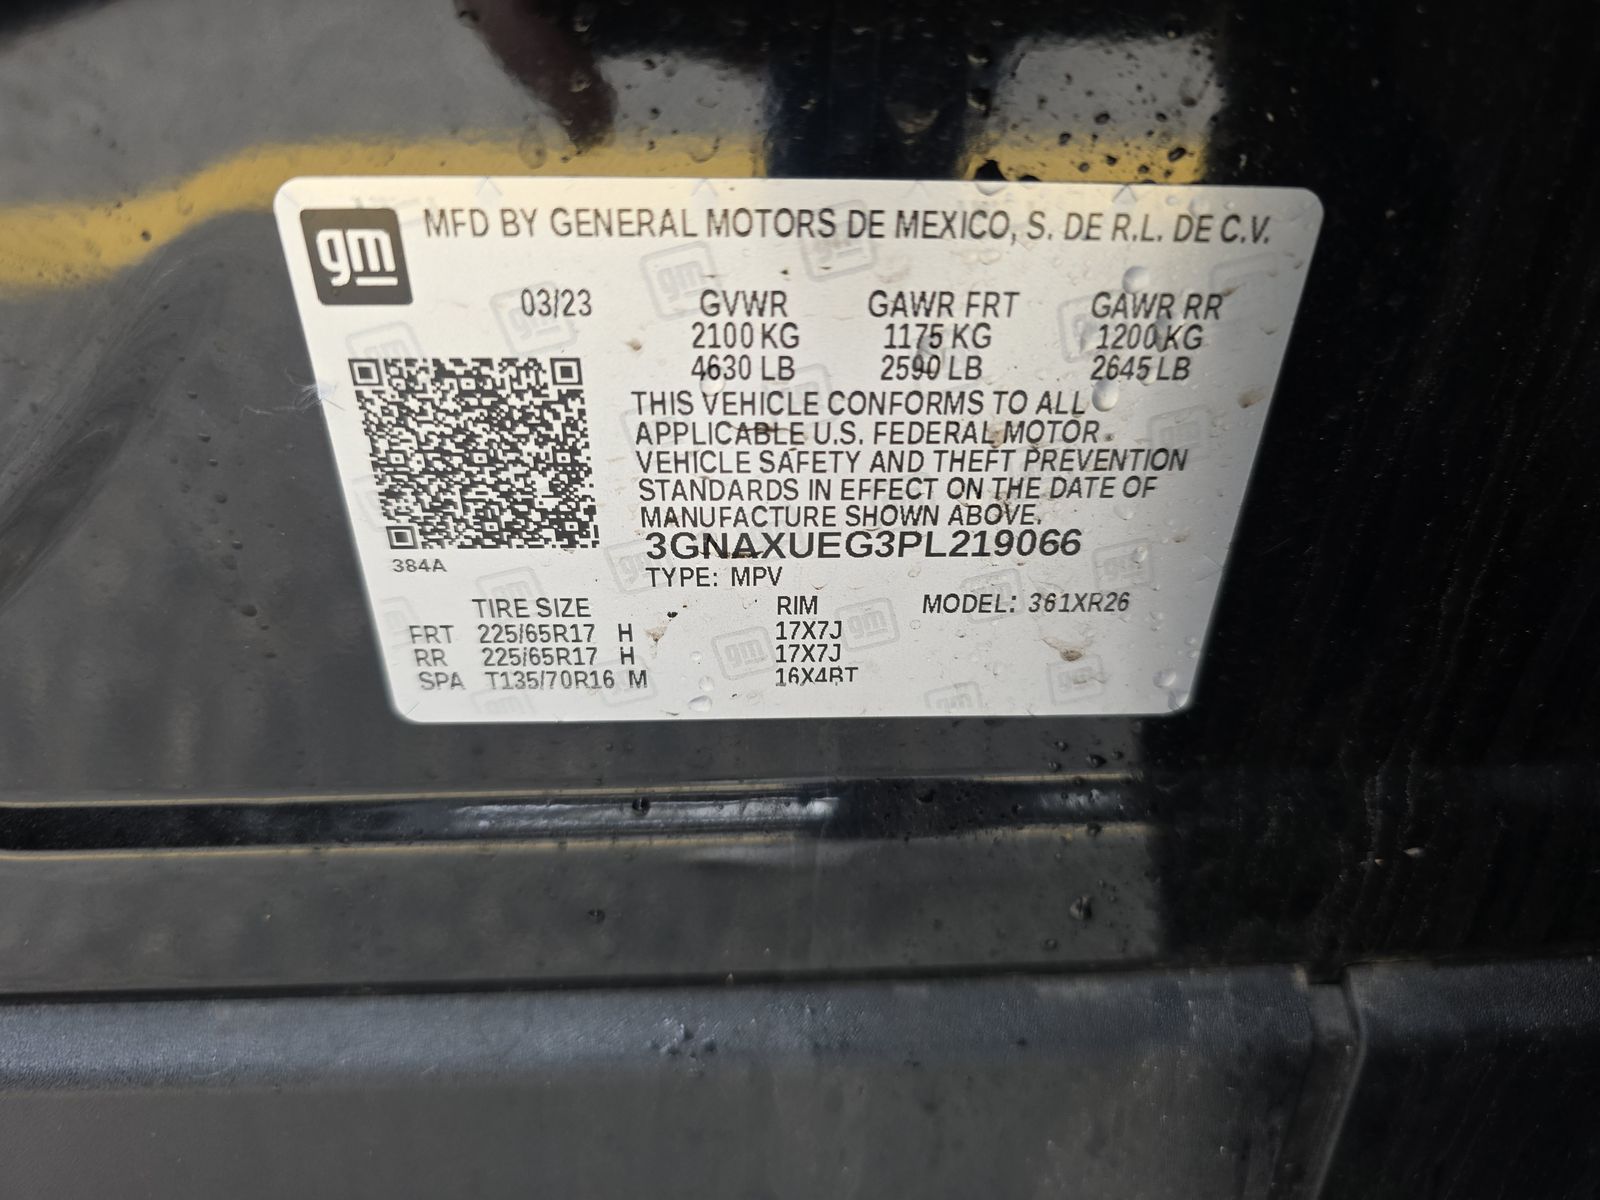 gm
MFD BY GENERAL MOTORS DE MEXICO, S. DE R.L. DE C.V.
03/23 GVWR GAWR FRT GAWR RR
2100 KG 1175 KG 1200 KG
4630 LB 2590 LB 2645 LB
THIS VEHICLE CONFORMS TO ALL
APPLICABLE U.S. FEDERAL MOTOR
VEHICLE SAFETY AND THEFT PREVENTION
STANDARDS IN EFFECT ON THE DATE OF
MANUFACTURE SHOWN ABOVE.
3GNAXUEG3PL219066
384A
TYPE: MPV
TIRE SIZE RIM MODEL: 361XR26
FRT 225/65R17 H 17X7J
RR 225/65R17 H 17X7J
SPA T135/70R16 M 16X4BT